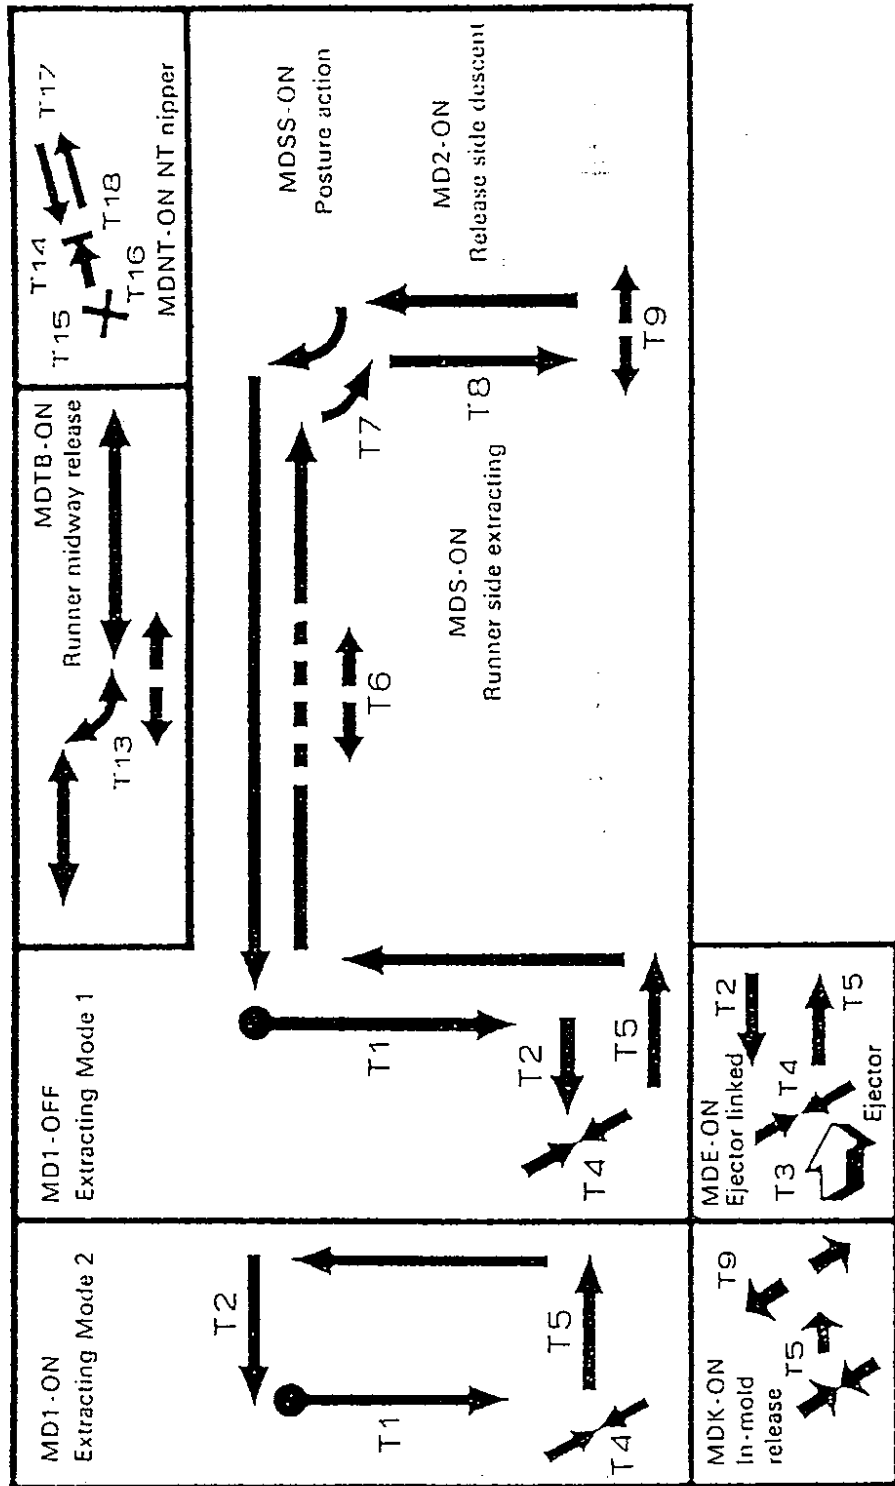 MD1-ON
Extracting Mode 2
T2
T1
T5
T4
MD1-OFF
Extracting Mode 1
T1
T2
T5
T4
MDTB-ON
Runner midway release
T13
T14
T17
T15
T18
T16
MDNT-ON NT nipper
MDSS-ON
Posture action
T7
T6
MD2-ON
Release side descent
T8
T9
MDS-ON
Runner side extracting
MDK-ON
In-mold
release
T9
T5
MDE-ON
Ejector linked
T2
T3
T4
T5
Ejector